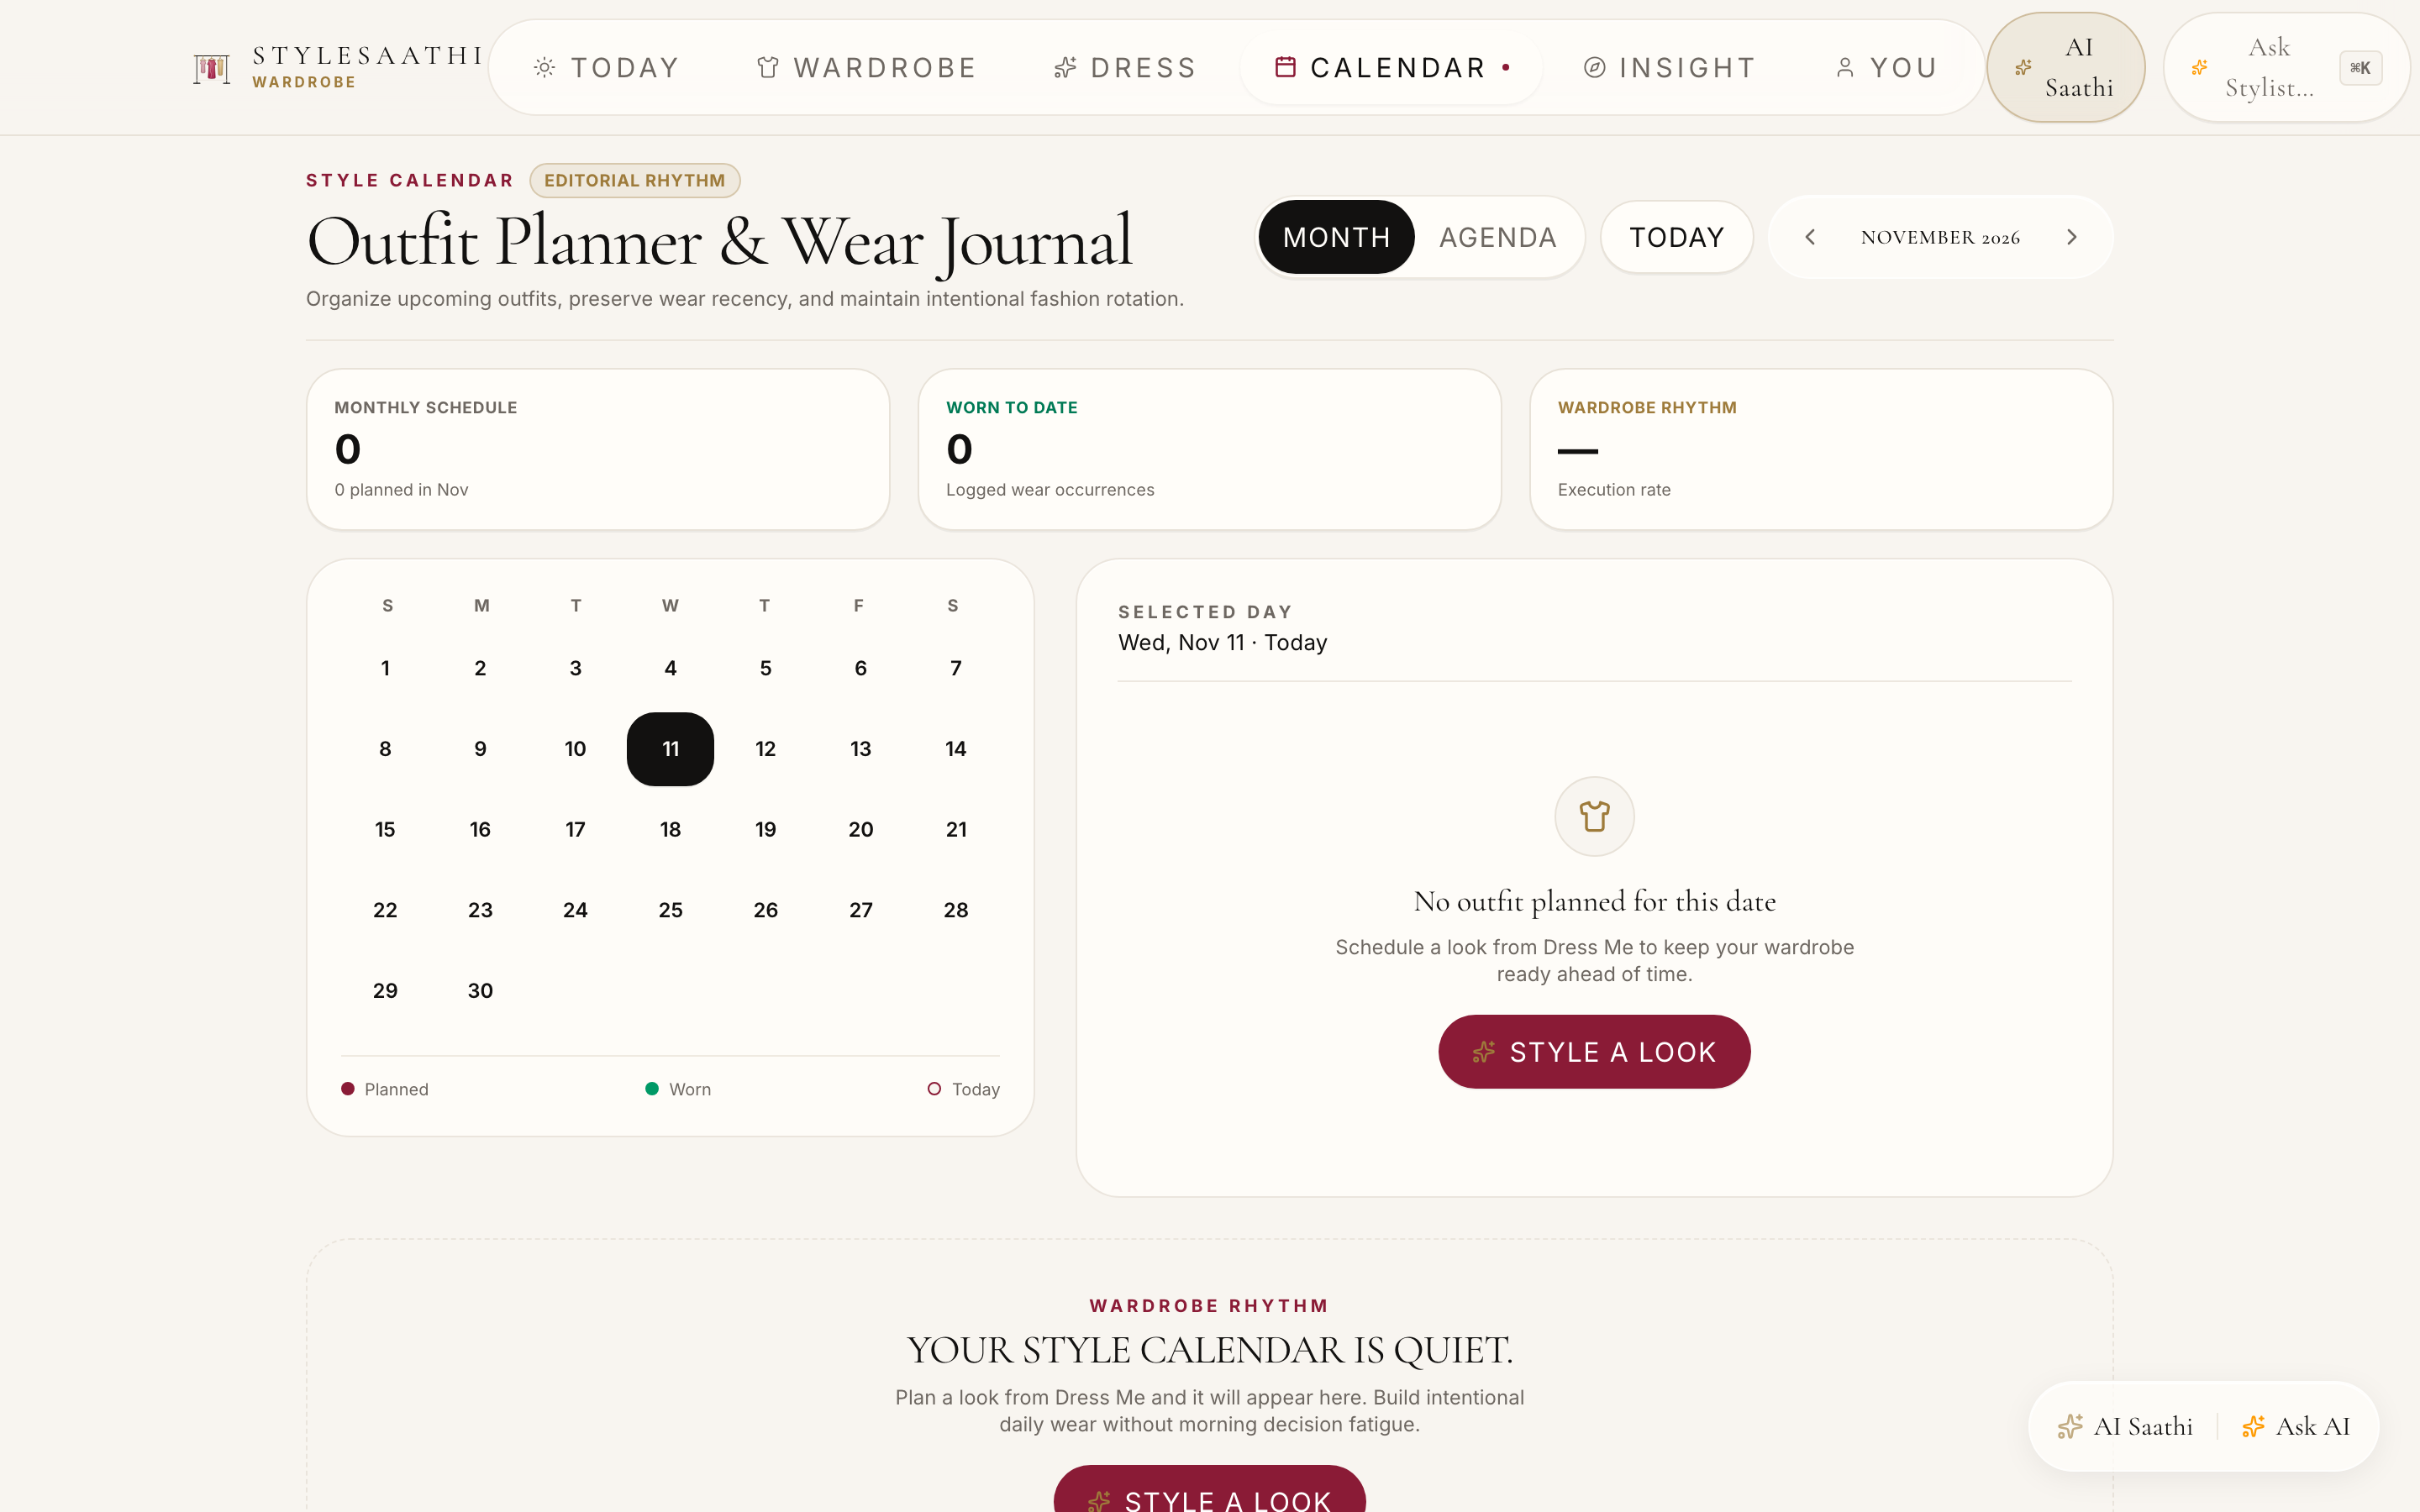 STYLESAATHI
WARDROBE
TODAY
WARDROBE
DRESS
CALENDAR
INSIGHT
YOU
AI
Saathi
Ask
Stylist...
⌘K
STYLE CALENDAR
EDITORIAL RHYTHM
Outfit Planner & Wear Journal
Organize upcoming outfits, preserve wear recency, and maintain intentional fashion rotation.
MONTH
AGENDA
TODAY
NOVEMBER 2026
MONTHLY SCHEDULE
0
0 planned in Nov
WORN TO DATE
0
Logged wear occurrences
WARDROBE RHYTHM
—
Execution rate
S M T W T F S
1 2 3 4 5 6 7
8 9 10 11 12 13 14
15 16 17 18 19 20 21
22 23 24 25 26 27 28
29 30
Planned
Worn
Today
SELECTED DAY
Wed, Nov 11 · Today
No outfit planned for this date
Schedule a look from Dress Me to keep your wardrobe
ready ahead of time.
STYLE A LOOK
WARDROBE RHYTHM
YOUR STYLE CALENDAR IS QUIET.
Plan a look from Dress Me and it will appear here. Build intentional
daily wear without morning decision fatigue.
STYLE A LOOK
AI Saathi
Ask AI